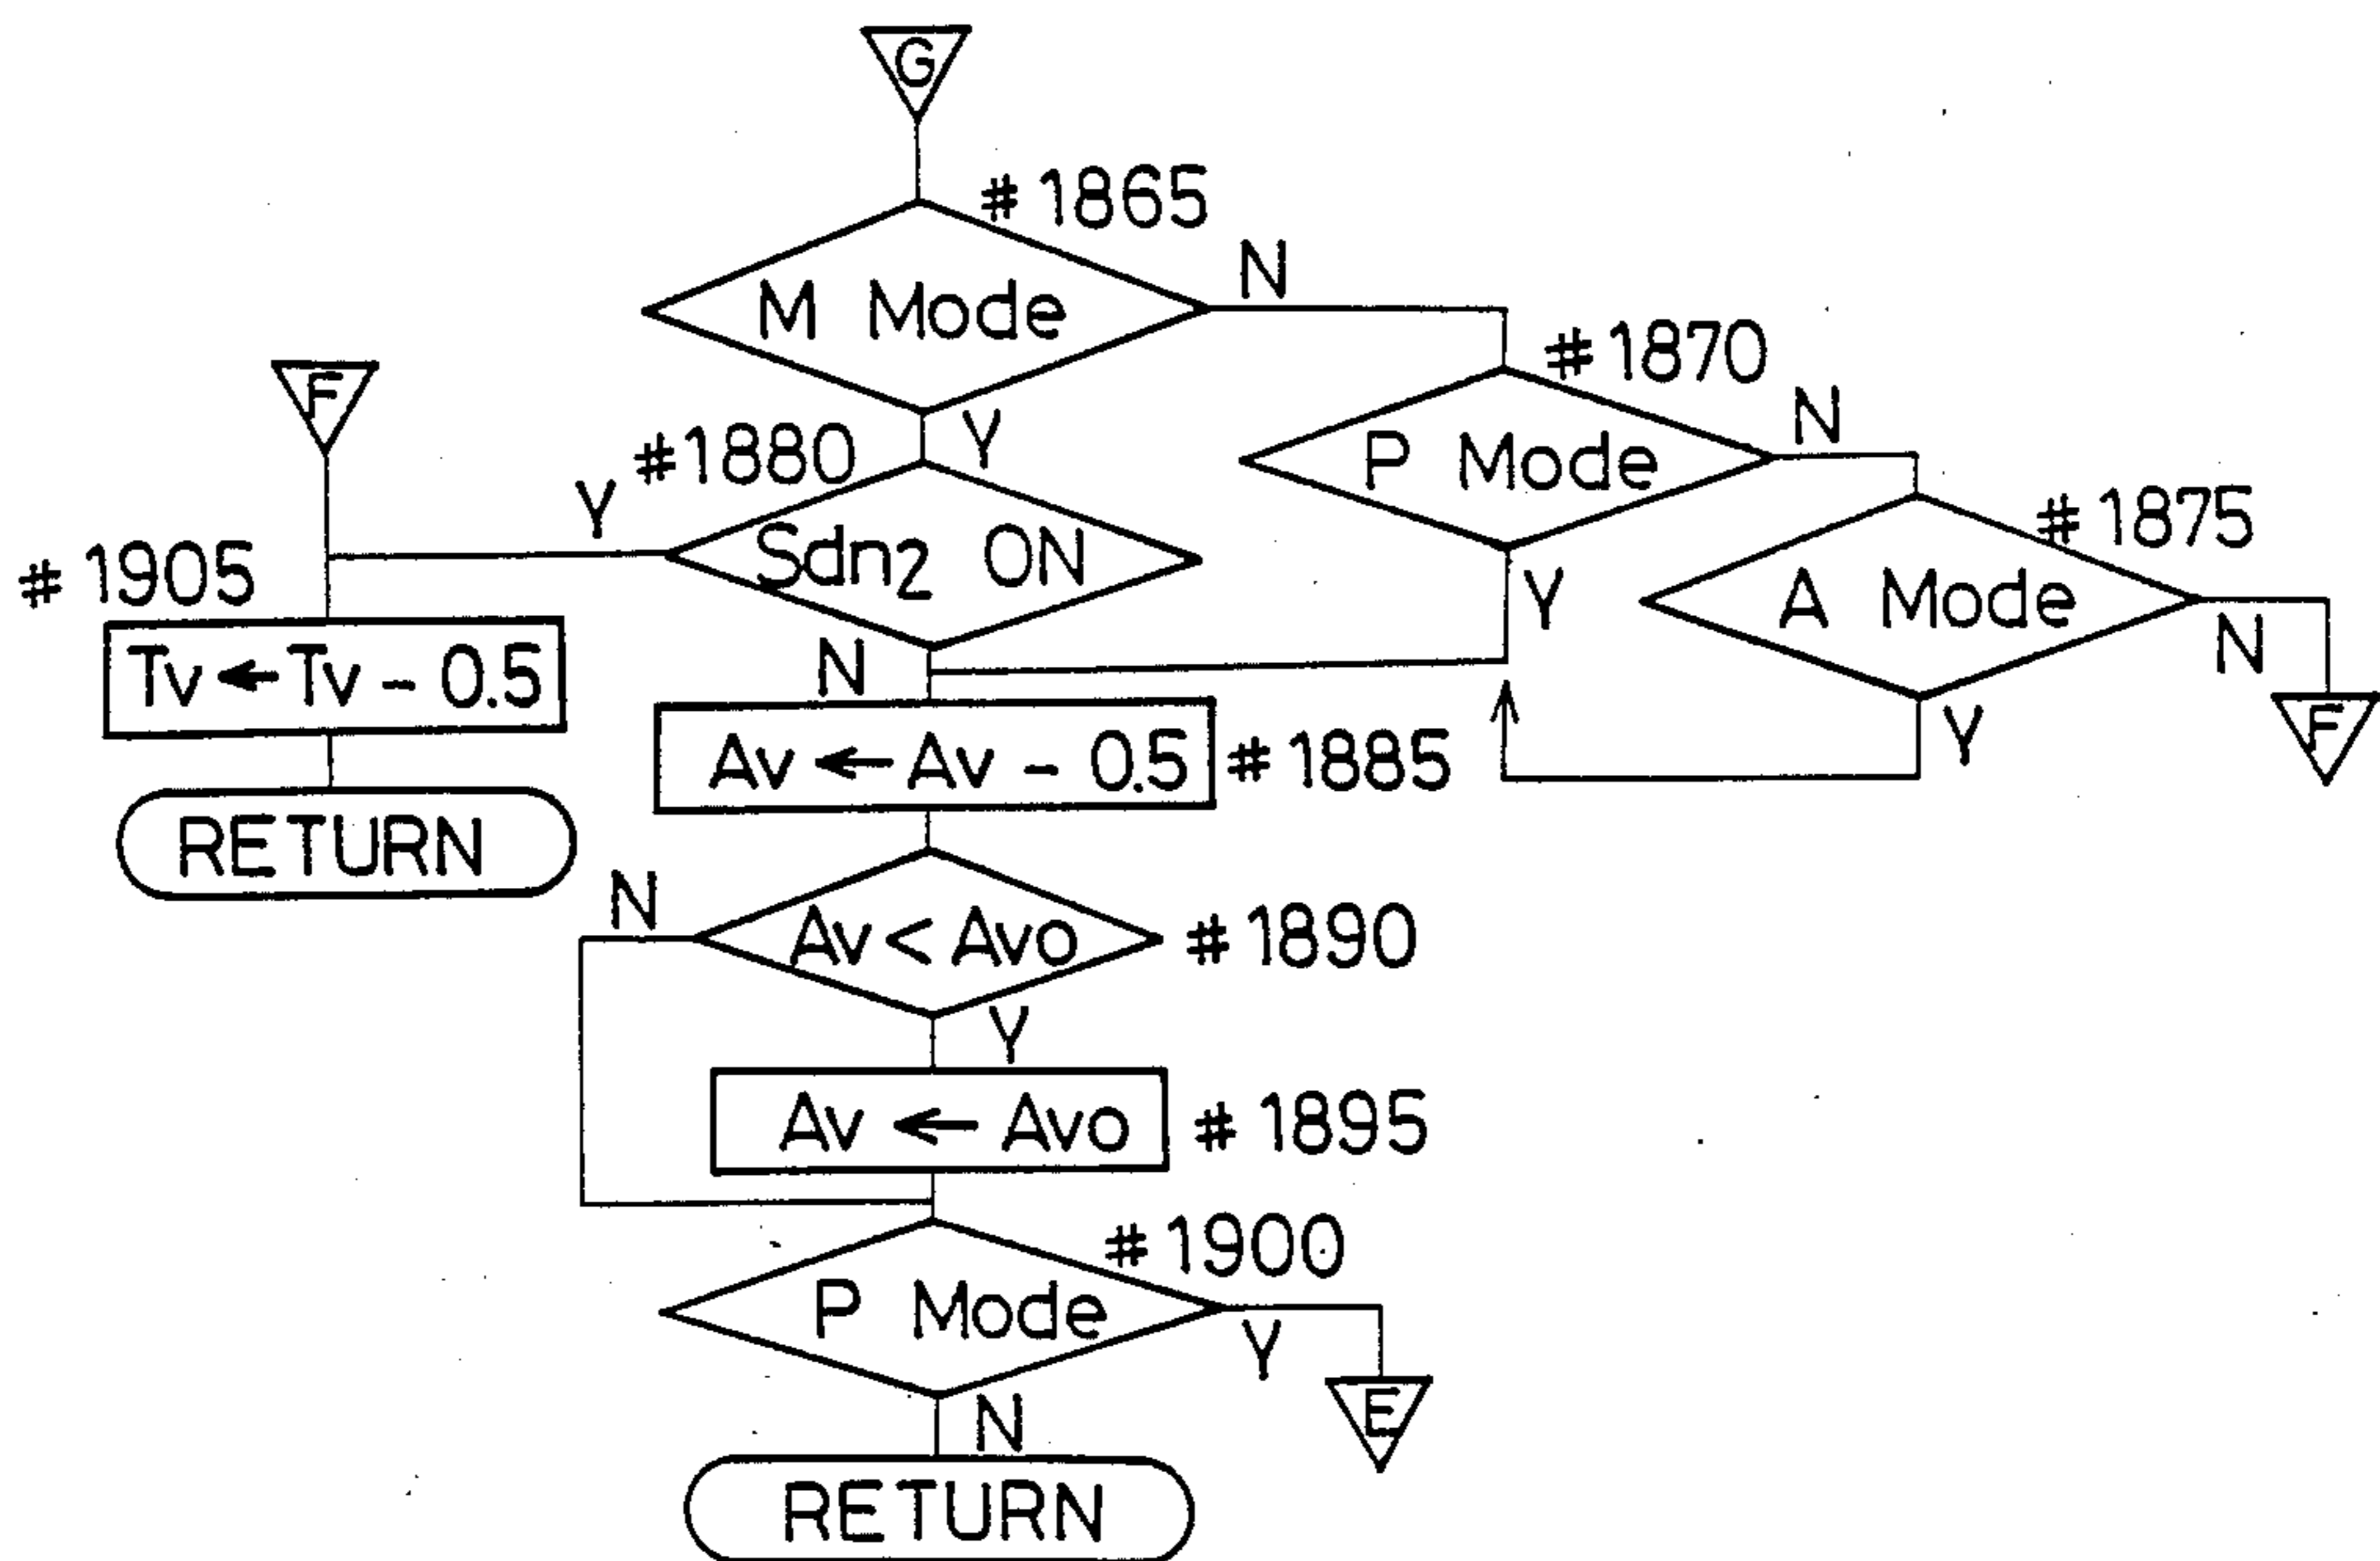 G
#1865
M Mode
N
Y
#1870
P Mode
N
Y
F
#1880
Y
Sdn2 ON
N
#1875
A Mode
N
Y
F
#1905
Tv ← Tv - 0.5
RETURN
Av ← Av - 0.5
#1885
N
Av < Avo
#1890
Y
Av ← Avo
#1895
#1900
P Mode
Y
E
N
RETURN